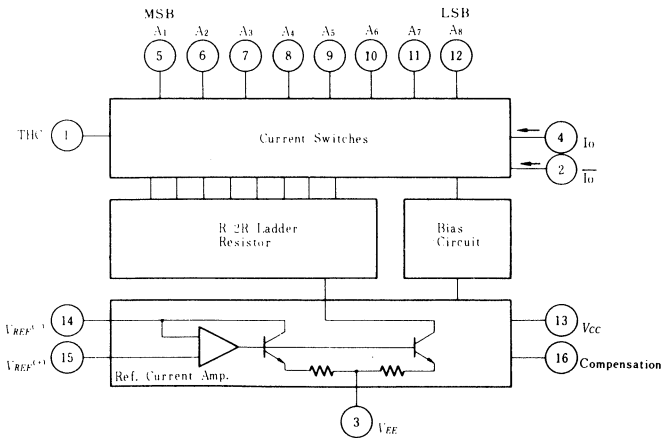 MSB LSB
A1 A2 A3 A4 A5 A6 A7 A8
5 6 7 8 9 10 11 12
THC 1
Current Switches
4 Io
2 Io
R-2R Ladder
Resistor
Bias
Circuit
14
VREF(-)
13
VCC
15
VREF(+)
16
Compensation
Ref. Current Amp.
3
VEE